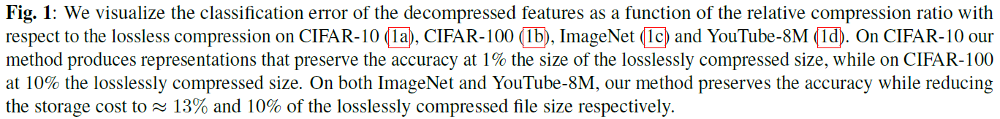 Fig. 1: We visualize the classification error of the decompressed features as a function of the relative compression ratio with
respect to the lossless compression on CIFAR-10 (1a), CIFAR-100 (1b), ImageNet (1c) and YouTube-8M (1d). On CIFAR-10 our
method produces representations that preserve the accuracy at 1% the size of the losslessly compressed size, while on CIFAR-100
at 10% the losslessly compressed size. On both ImageNet and YouTube-8M, our method preserves the accuracy while reducing
the storage cost to ≈ 13% and 10% of the losslessly compressed file size respectively.